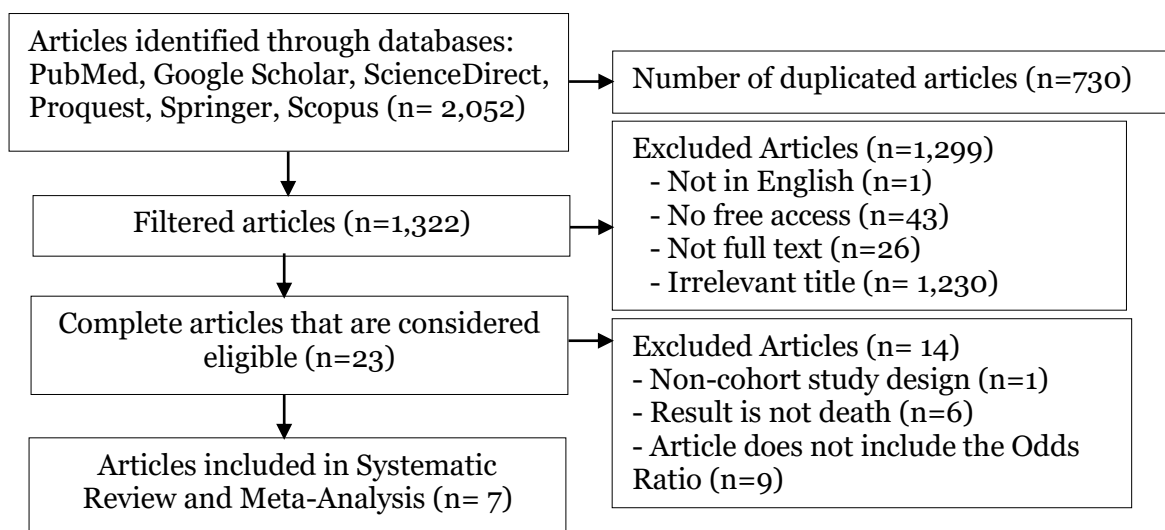 Articles identified through databases:
PubMed, Google Scholar, ScienceDirect,
Proquest, Springer, Scopus (n= 2,052)
Number of duplicated articles (n=730)
Filtered articles (n=1,322)
Excluded Articles (n=1,299)
- Not in English (n=1)
- No free access (n=43)
- Not full text (n=26)
- Irrelevant title (n= 1,230)
Complete articles that are considered
eligible (n=23)
Excluded Articles (n= 14)
- Non-cohort study design (n=1)
- Result is not death (n=6)
- Article does not include the Odds
Ratio (n=9)
Articles included in Systematic
Review and Meta-Analysis (n= 7)